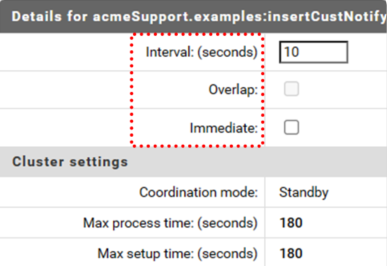 Details for acmeSupport.examples:insertCustNotify
Interval: (seconds) 10
Overlap:
Immediate:
Cluster settings
Coordination mode: Standby
Max process time: (seconds) 180
Max setup time: (seconds) 180